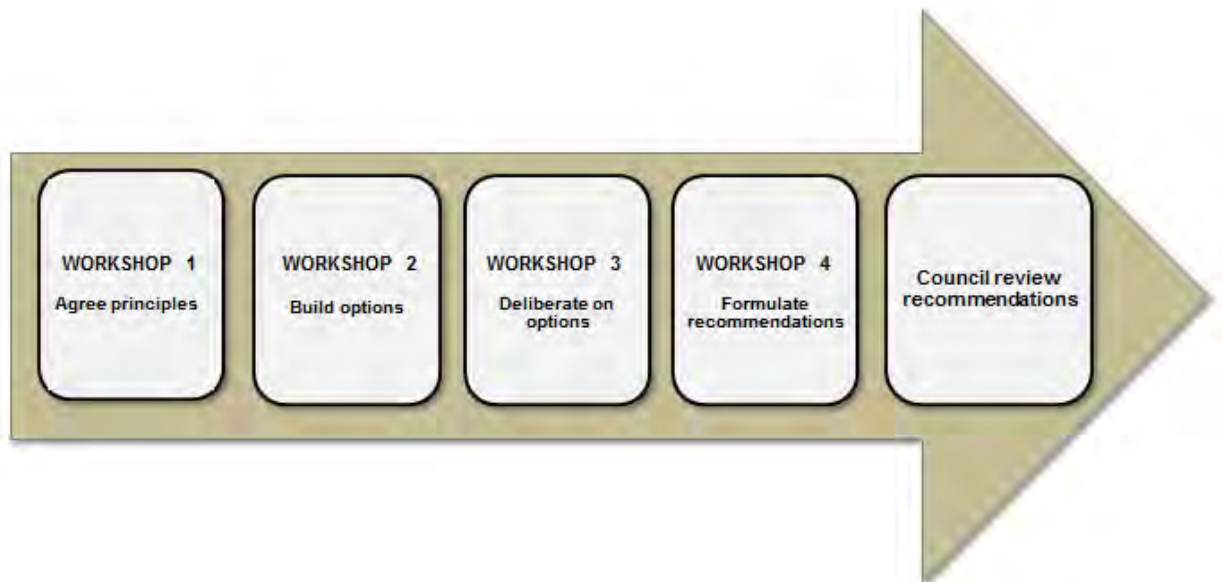 WORKSHOP 1
Agree principles
WORKSHOP 2
Build options
WORKSHOP 3
Deliberate on
options
WORKSHOP 4
Formulate
recommendations
Council review
recommendations